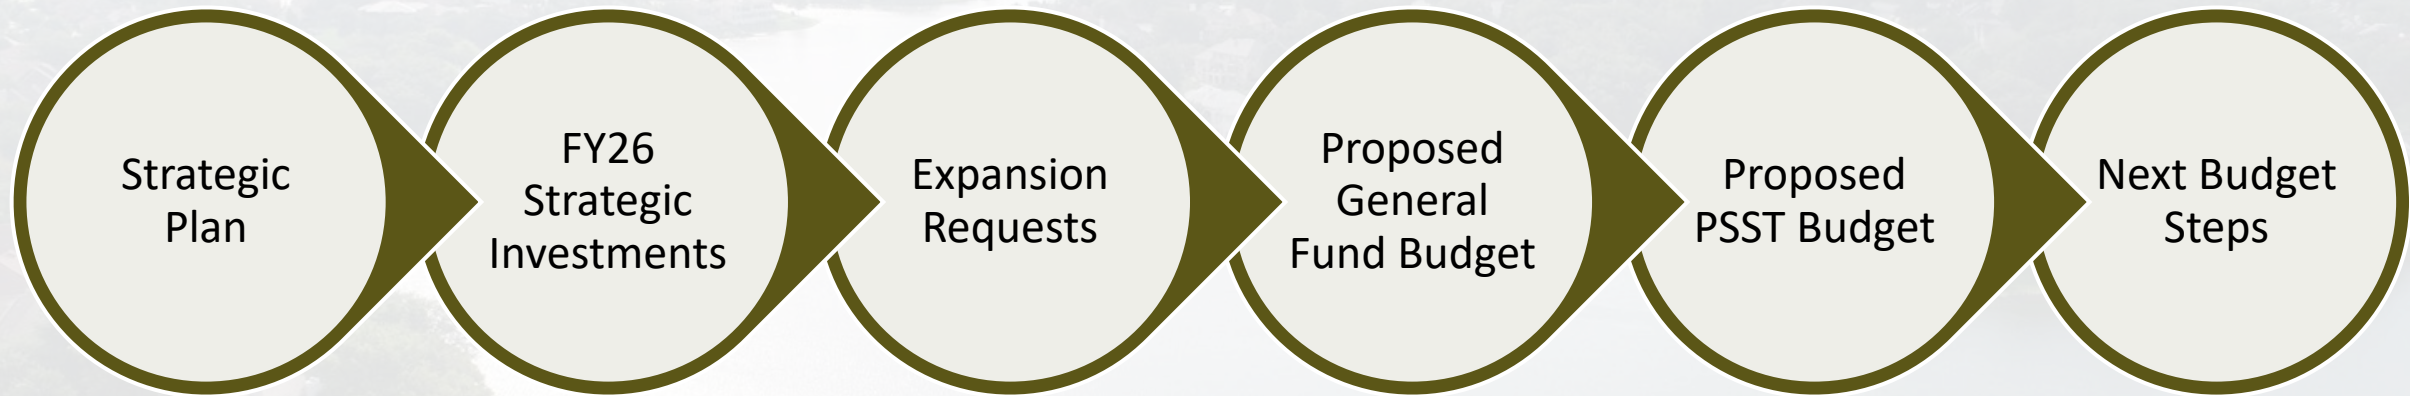 Strategic
Plan
FY26
Strategic
Investments
Expansion
Requests
Proposed
General
Fund Budget
Proposed
PSST Budget
Next Budget
Steps